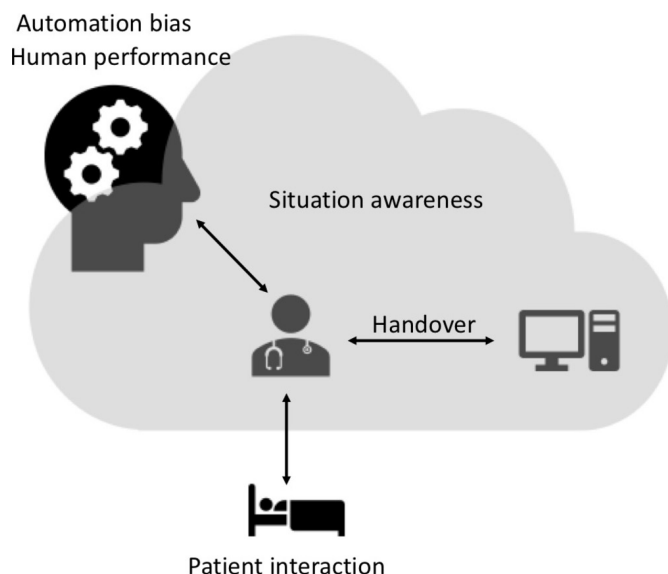 Automation bias
Human performance
Situation awareness
Handover
Patient interaction